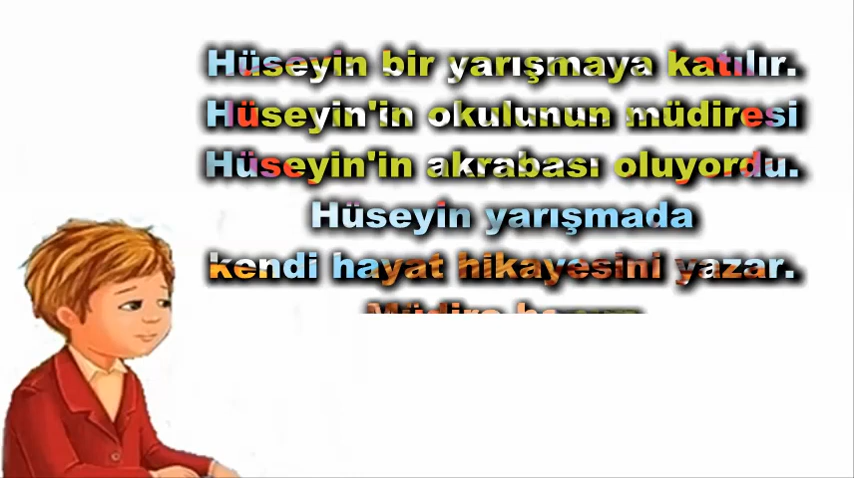 Hüseyin bir yarışmaya katılır.
Hüseyin'in okulunun müdiresi
Hüseyin'in akrabası oluyordu.
Hüseyin yarışmada
kendi hayat hikayesini yazar.